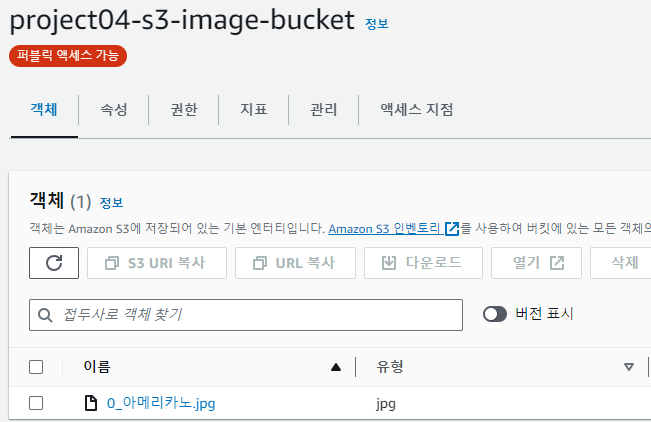 project04-s3-image-bucket 정보
퍼블릭 액세스 가능
객체 속성 권한 지표 관리 액세스 지점
객체 (1) 정보
객체는 Amazon S3에 저장되어 있는 기본 엔터티입니다. Amazon S3 인벤토리를 사용하여 버킷에 있는 모든 객체의
S3 URI 복사 URL 복사 다운로드 열기 삭제
접두사로 객체 찾기 버전 표시
이름 유형
0_아메리카노.jpg jpg